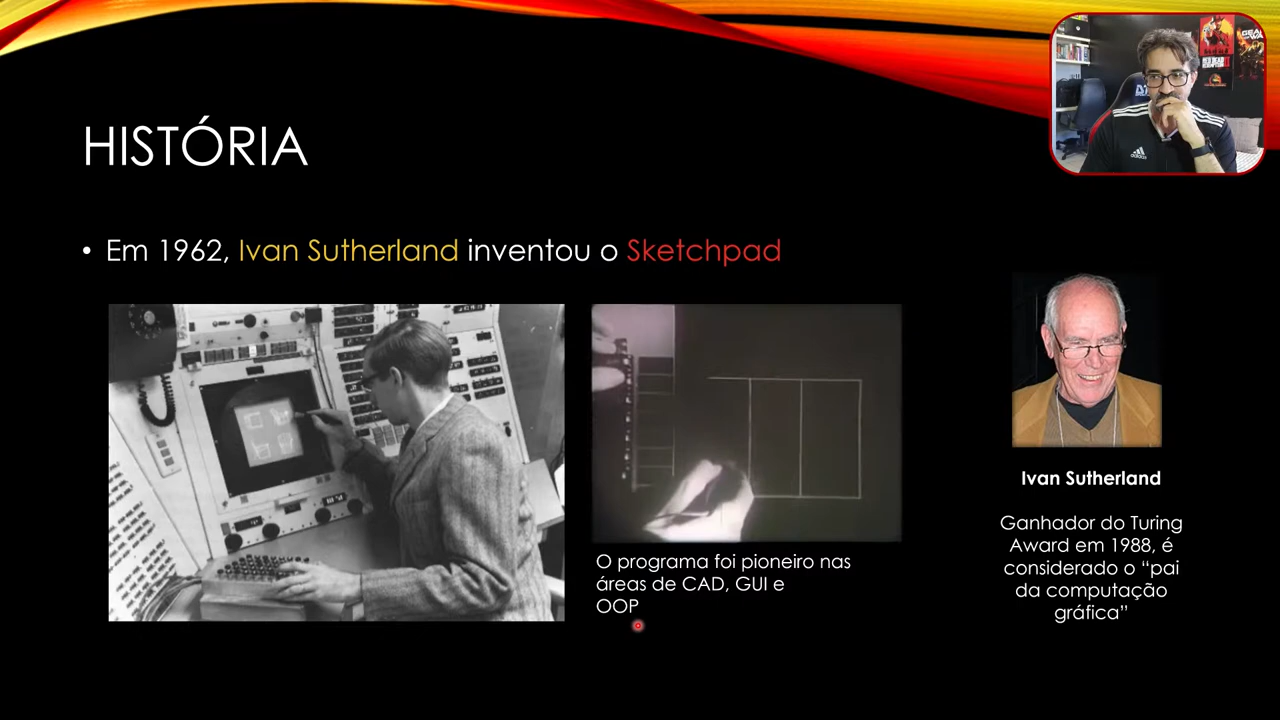 HISTÓRIA
• Em 1962, Ivan Sutherland inventou o Sketchpad
O programa foi pioneiro nas
áreas de CAD, GUI e
OOP
Ivan Sutherland
Ganhador do Turing
Award em 1988, é
considerado o “pai
da computação
gráfica”
adidas